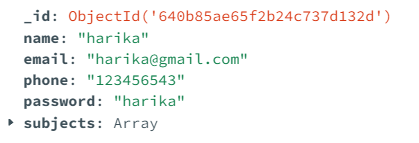 _id: ObjectId('640b85ae65f2b24c737d132d')
name: "harika"
email: "harika@gmail.com"
phone: "123456543"
password: "harika"
subjects: Array